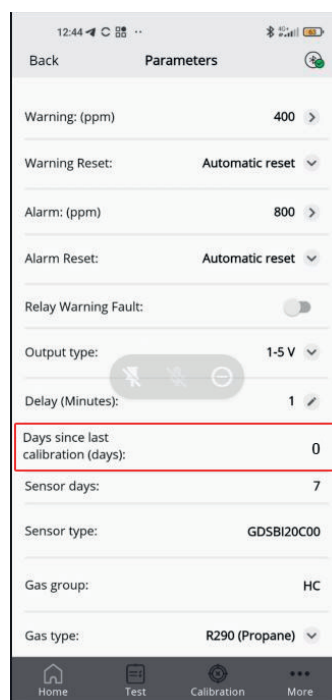 12:44
Back Parameters
Warning: (ppm) 400
Warning Reset: Automatic reset
Alarm: (ppm) 800
Alarm Reset: Automatic reset
Relay Warning Fault:
Output type: 1-5 V
Delay (Minutes): 1
Days since last
calibration (days): 0
Sensor days: 7
Sensor type: GDSBI20C00
Gas group: HC
Gas type: R290 (Propane)
Home Test Calibration More